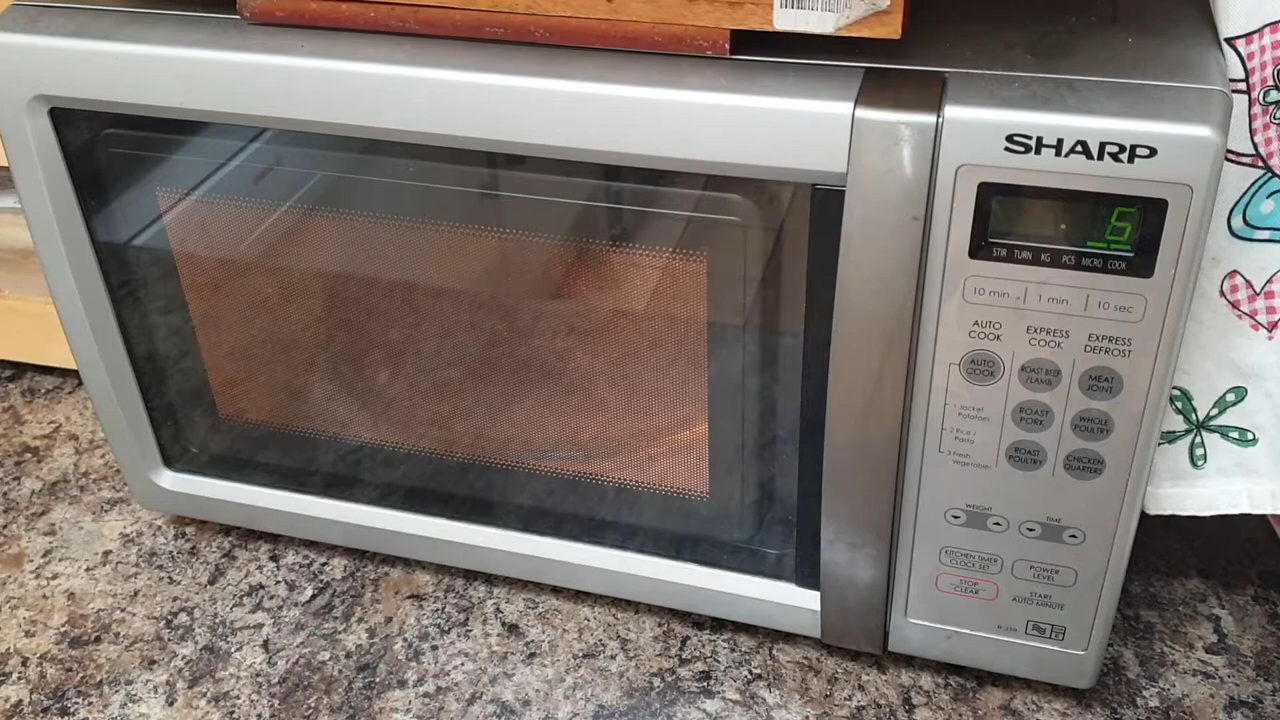 SHARP
6
STIR TURN KG PCS MICRO COOK
10 min. 1 min. 10 sec.
AUTO
COOK
EXPRESS
COOK
EXPRESS
DEFROST
AUTO
COOK
ROAST BEEF
/LAMB
MEAT
JOINT
1 Jacket
Potatoes
ROAST
PORK
WHOLE
POULTRY
2 Rice /
Pasta
3 Fresh
Vegetables
ROAST
POULTRY
CHICKEN
QUARTERS
WEIGHT
TIME
KITCHEN TIMER
CLOCK SET
POWER
LEVEL
STOP
CLEAR
START
AUTO MINUTE